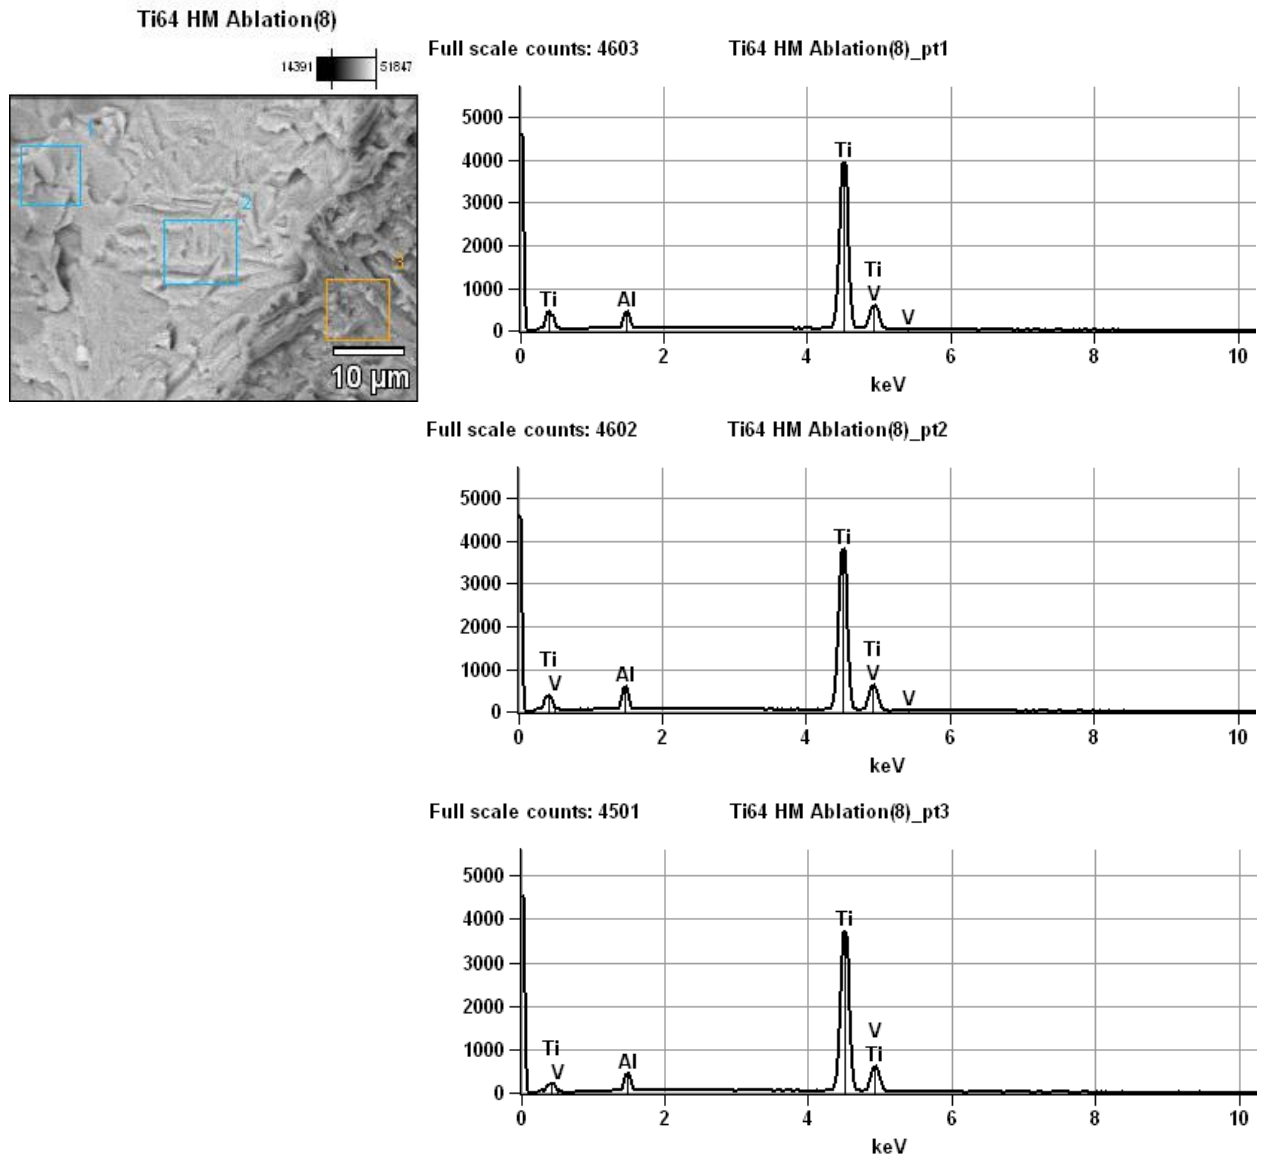 Ti64 HM Ablation(8)
14391 51847
1
2
3
10 µm
Full scale counts: 4603 Ti64 HM Ablation(8)_pt1
5000
4000
3000
2000
1000
0
Ti
Al
Ti
Ti
V
V
0 2 4 6 8 10
keV
Full scale counts: 4602 Ti64 HM Ablation(8)_pt2
5000
4000
3000
2000
1000
0
Ti
V
Al
Ti
Ti
V
V
0 2 4 6 8 10
keV
Full scale counts: 4501 Ti64 HM Ablation(8)_pt3
5000
4000
3000
2000
1000
0
Ti
V
Al
Ti
V
Ti
0 2 4 6 8 10
keV